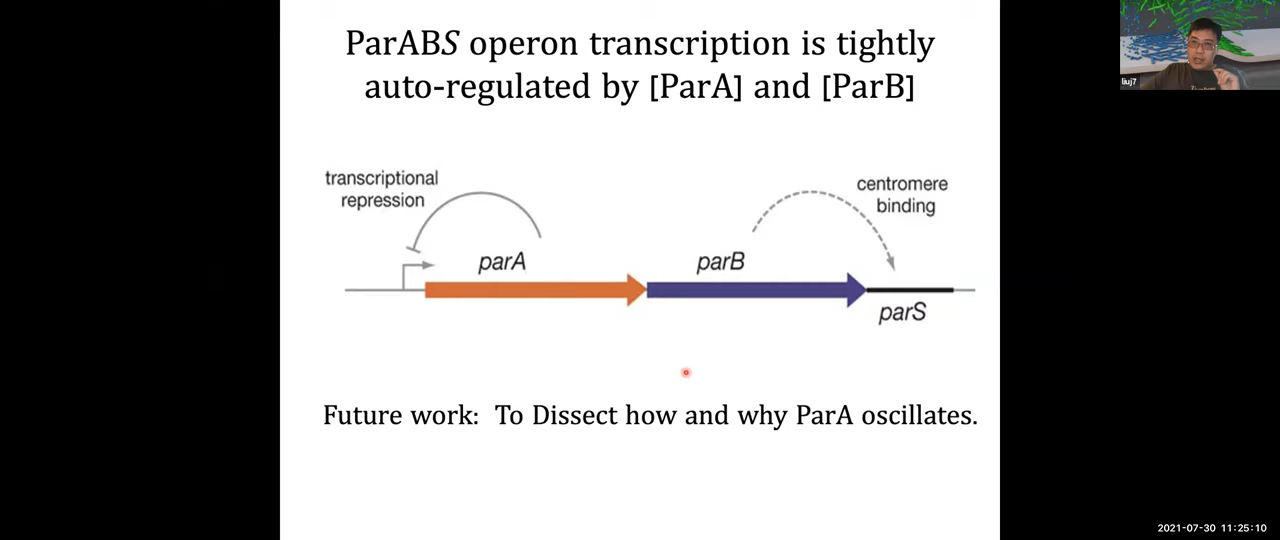 ParABS operon transcription is tightly
auto-regulated by [ParA] and [ParB]
transcriptional
repression
centromere
binding
parA
parB
parS
Future work: To Dissect how and why ParA oscillates.
liuj7
2021-07-30 11:25:10